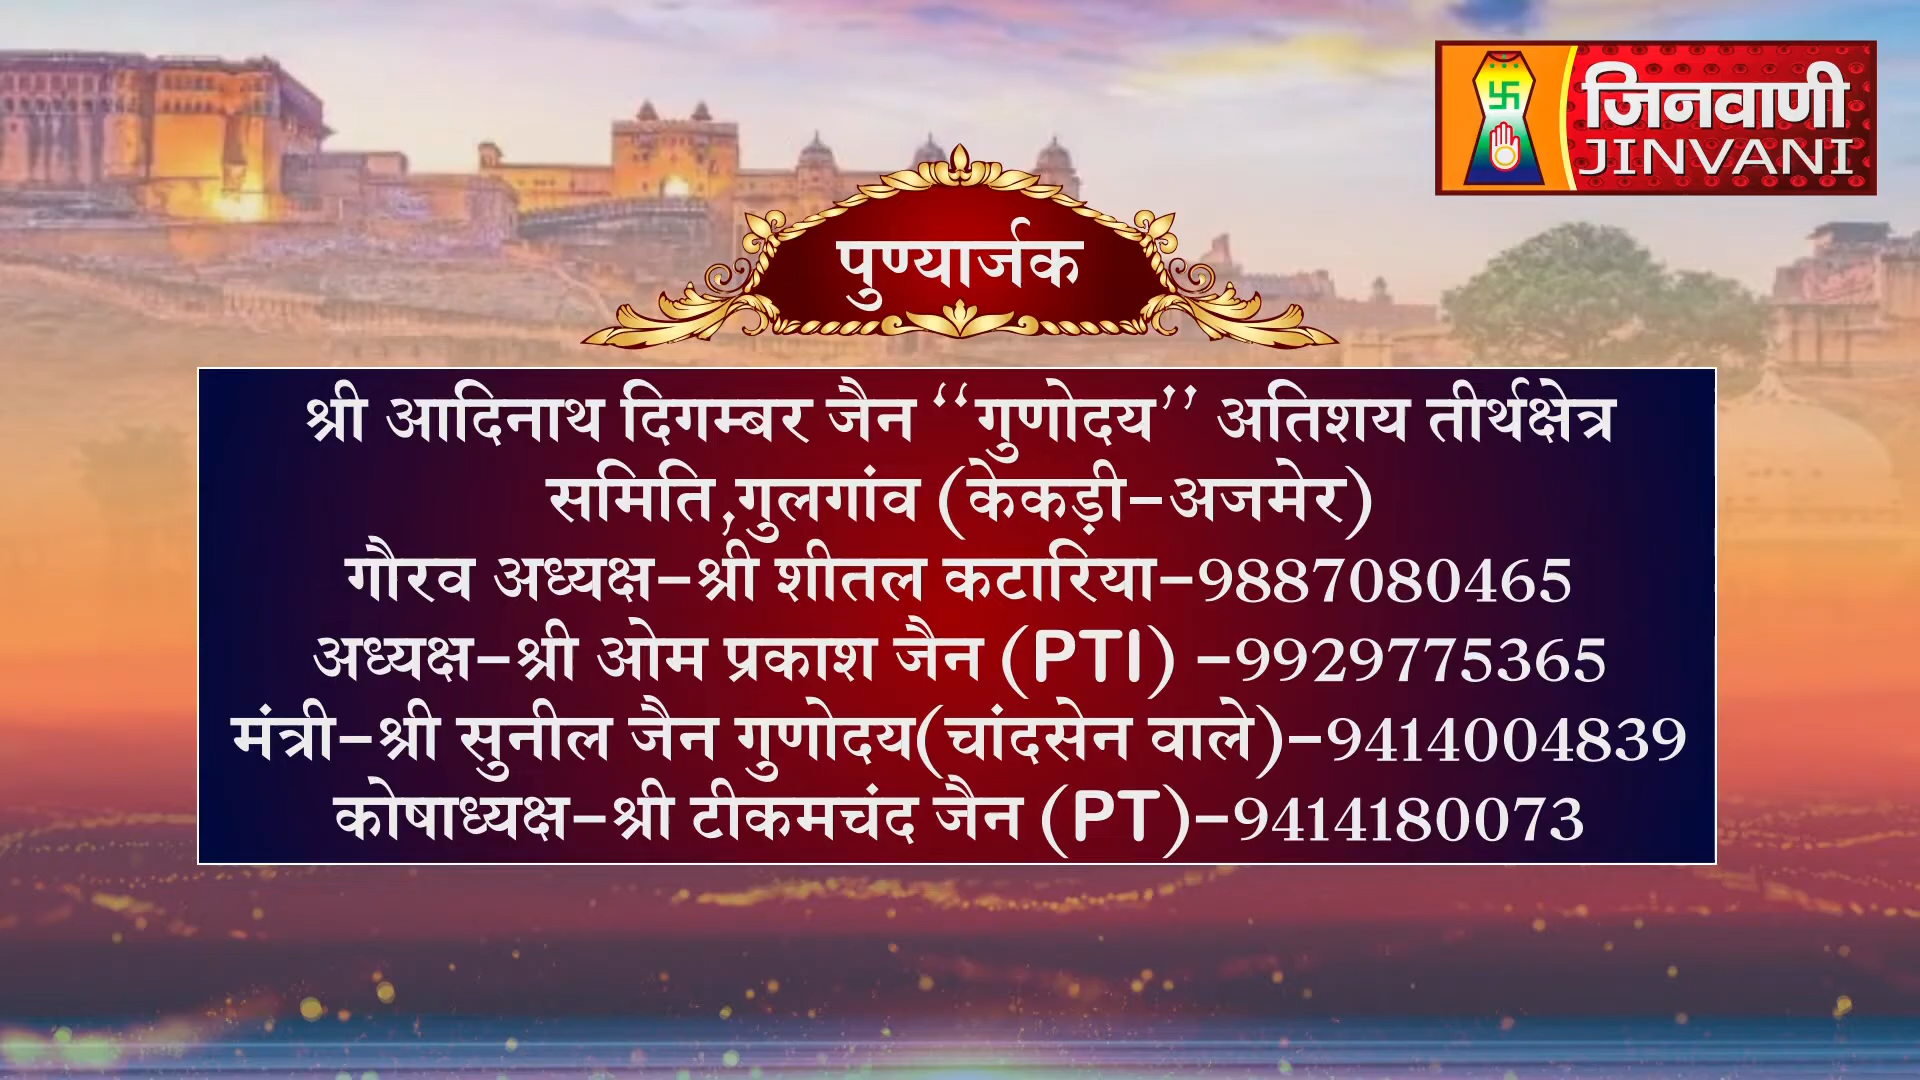 जिनवाणी
JINVANI
पुण्यार्जक
श्री आदिनाथ दिगम्बर जैन “गुणोदय” अतिशय तीर्थक्षेत्र
समिति,गुलगांव (केकड़ी-अजमेर)
गौरव अध्यक्ष-श्री शीतल कटारिया-9887080465
अध्यक्ष-श्री ओम प्रकाश जैन (PTI) -9929775365
मंत्री-श्री सुनील जैन गुणोदय(चांदसेन वाले)-9414004839
कोषाध्यक्ष-श्री टीकमचंद जैन (PT)-9414180073